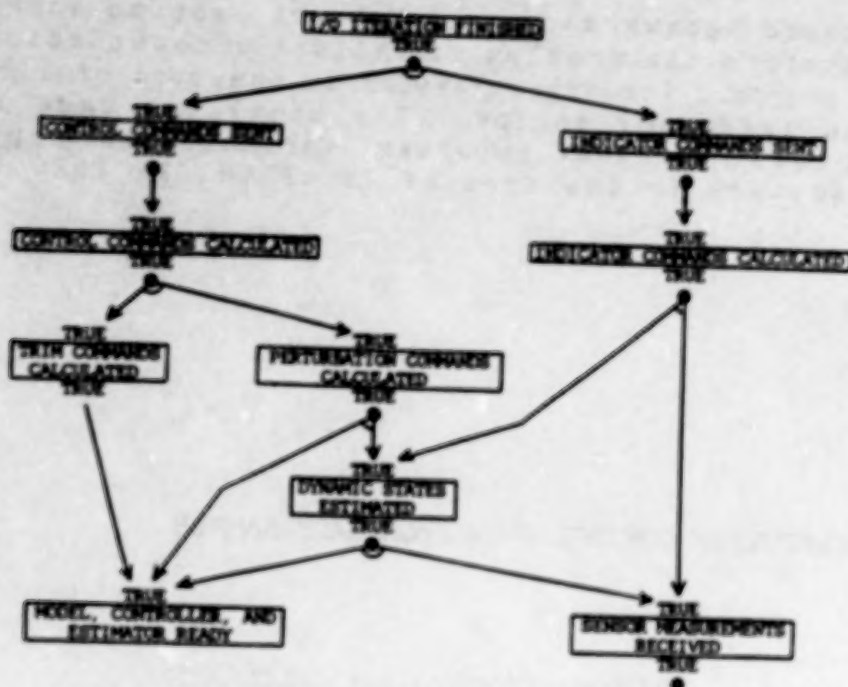 I/O ITERATION FINISHED
TRUE
TRUE
CONTROL COMMANDS SENT
TRUE
TRUE
INDICATOR COMMANDS SENT
TRUE
TRUE
CONTROL COMMANDS CALCULATED
TRUE
TRUE
INDICATOR COMMANDS CALCULATED
TRUE
TRUE
TRIM COMMANDS
CALCULATED
TRUE
TRUE
PERTURBATION COMMANDS
CALCULATED
TRUE
TRUE
DYNAMIC STATES
ESTIMATED
TRUE
TRUE
MODEL, CONTROLLER, AND
ESTIMATOR READY
TRUE
SENSOR MEASUREMENTS
RECEIVED
TRUE